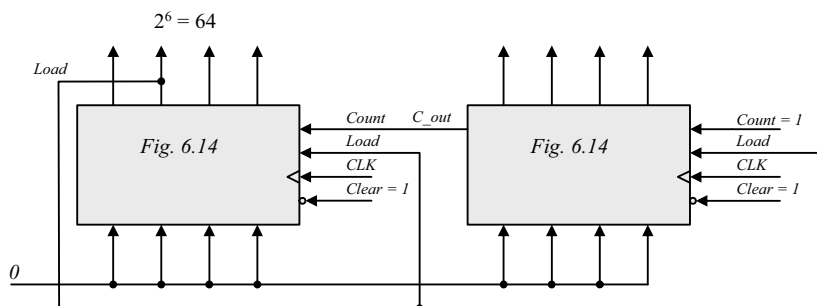 2⁶ = 64
Load
Count
C_out
Count = 1
Fig. 6.14
Load
Fig. 6.14
Load
CLK
CLK
Clear = 1
Clear = 1
0